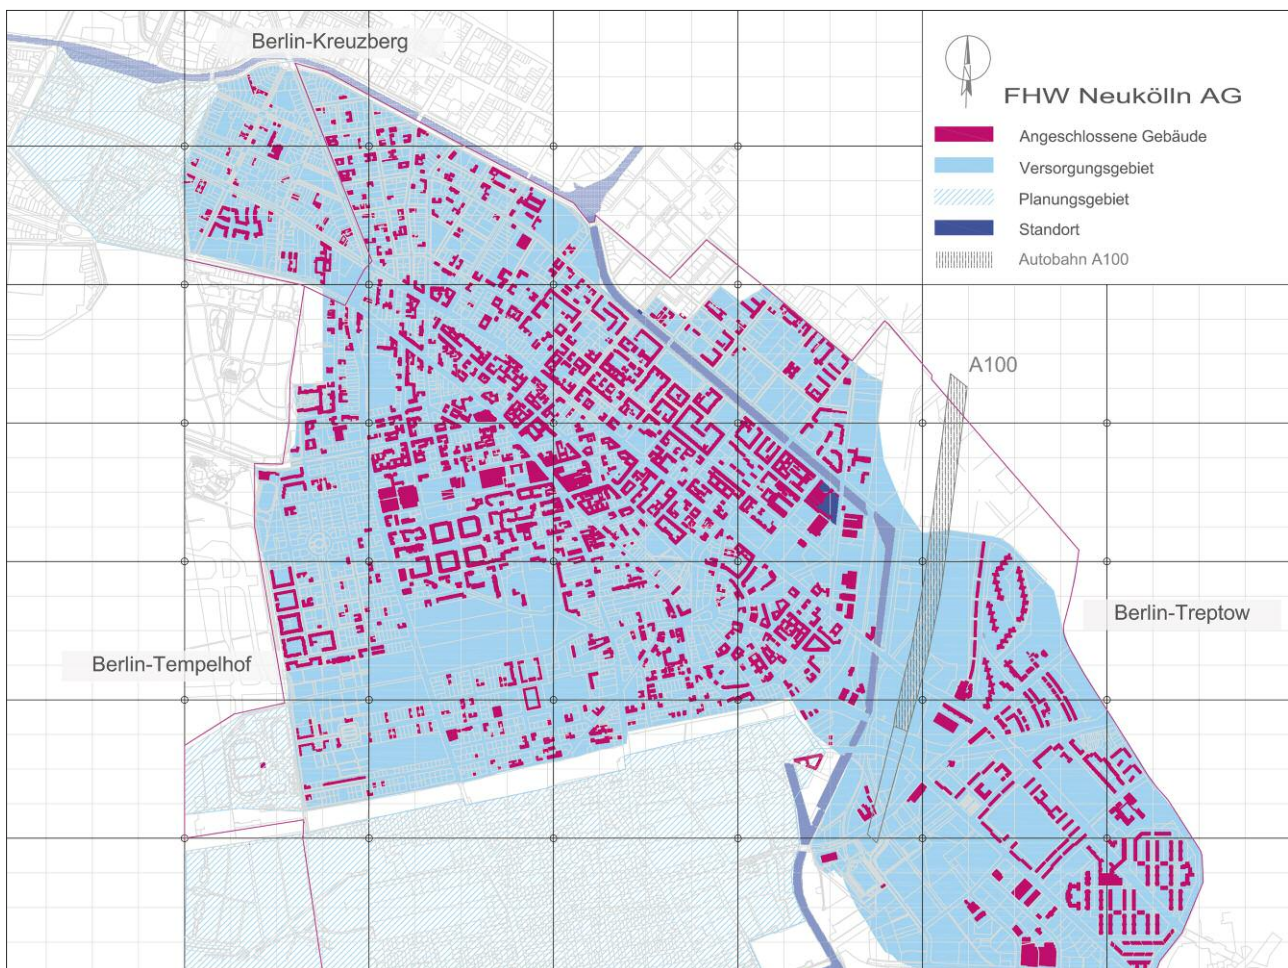 Berlin-Kreuzberg
N
FHW Neukölln AG
Angeschlossene Gebäude
Versorgungsgebiet
Planungsgebiet
Standort
Autobahn A100
A100
Berlin-Treptow
Berlin-Tempelhof